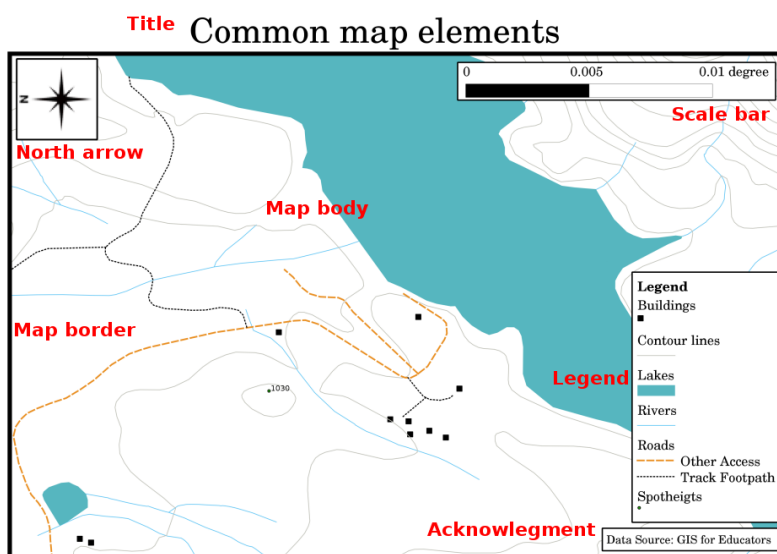 Title Common map elements
0 0.005 0.01 degree
Scale bar
N
North arrow
Map body
Map border
Legend
Buildings
Contour lines
Lakes
Legend
Rivers
Roads
Other Access
Track Footpath
Spotheigts
1030
Acknowlegment
Data Source: GIS for Educators